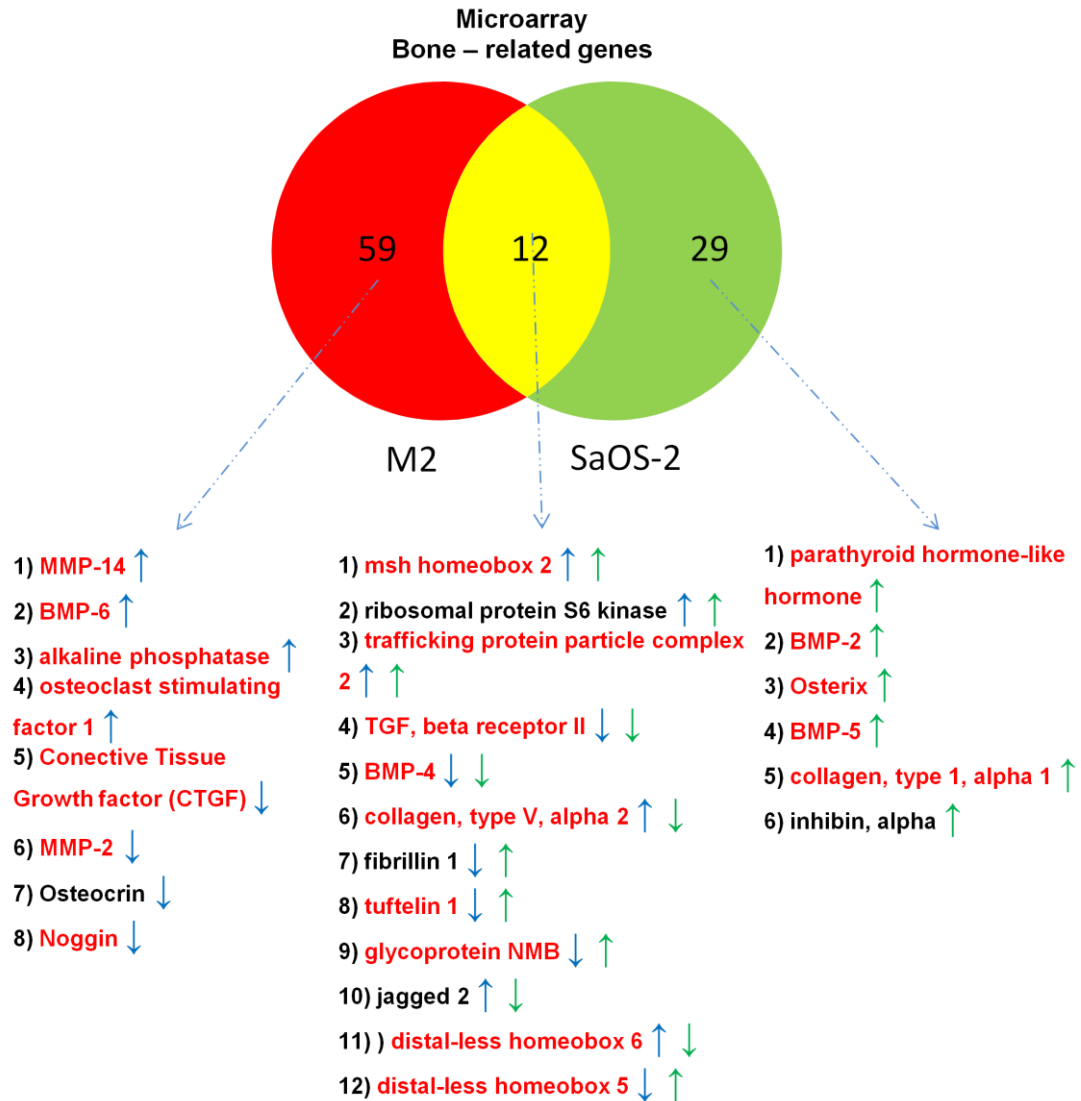 Microarray
Bone – related genes
59
12
29
M2
SaOS-2
1) MMP-14 ↑
2) BMP-6 ↑
3) alkaline phosphatase ↑
4) osteoclast stimulating
factor 1 ↑
5) Conective Tissue
Growth factor (CTGF) ↓
6) MMP-2 ↓
7) Osteocrin ↓
8) Noggin ↓
1) msh homeobox 2 ↑ ↑
2) ribosomal protein S6 kinase ↑ ↑
3) trafficking protein particle complex
2 ↑ ↑
4) TGF, beta receptor II ↓ ↓
5) BMP-4 ↓ ↓
6) collagen, type V, alpha 2 ↑ ↓
7) fibrillin 1 ↓ ↑
8) tuftelin 1 ↓ ↑
9) glycoprotein NMB ↓ ↑
10) jagged 2 ↑ ↓
11) ) distal-less homeobox 6 ↑ ↓
12) distal-less homeobox 5 ↓ ↑
1) parathyroid hormone-like
hormone ↑
2) BMP-2 ↑
3) Osterix ↑
4) BMP-5 ↑
5) collagen, type 1, alpha 1 ↑
6) inhibin, alpha ↑